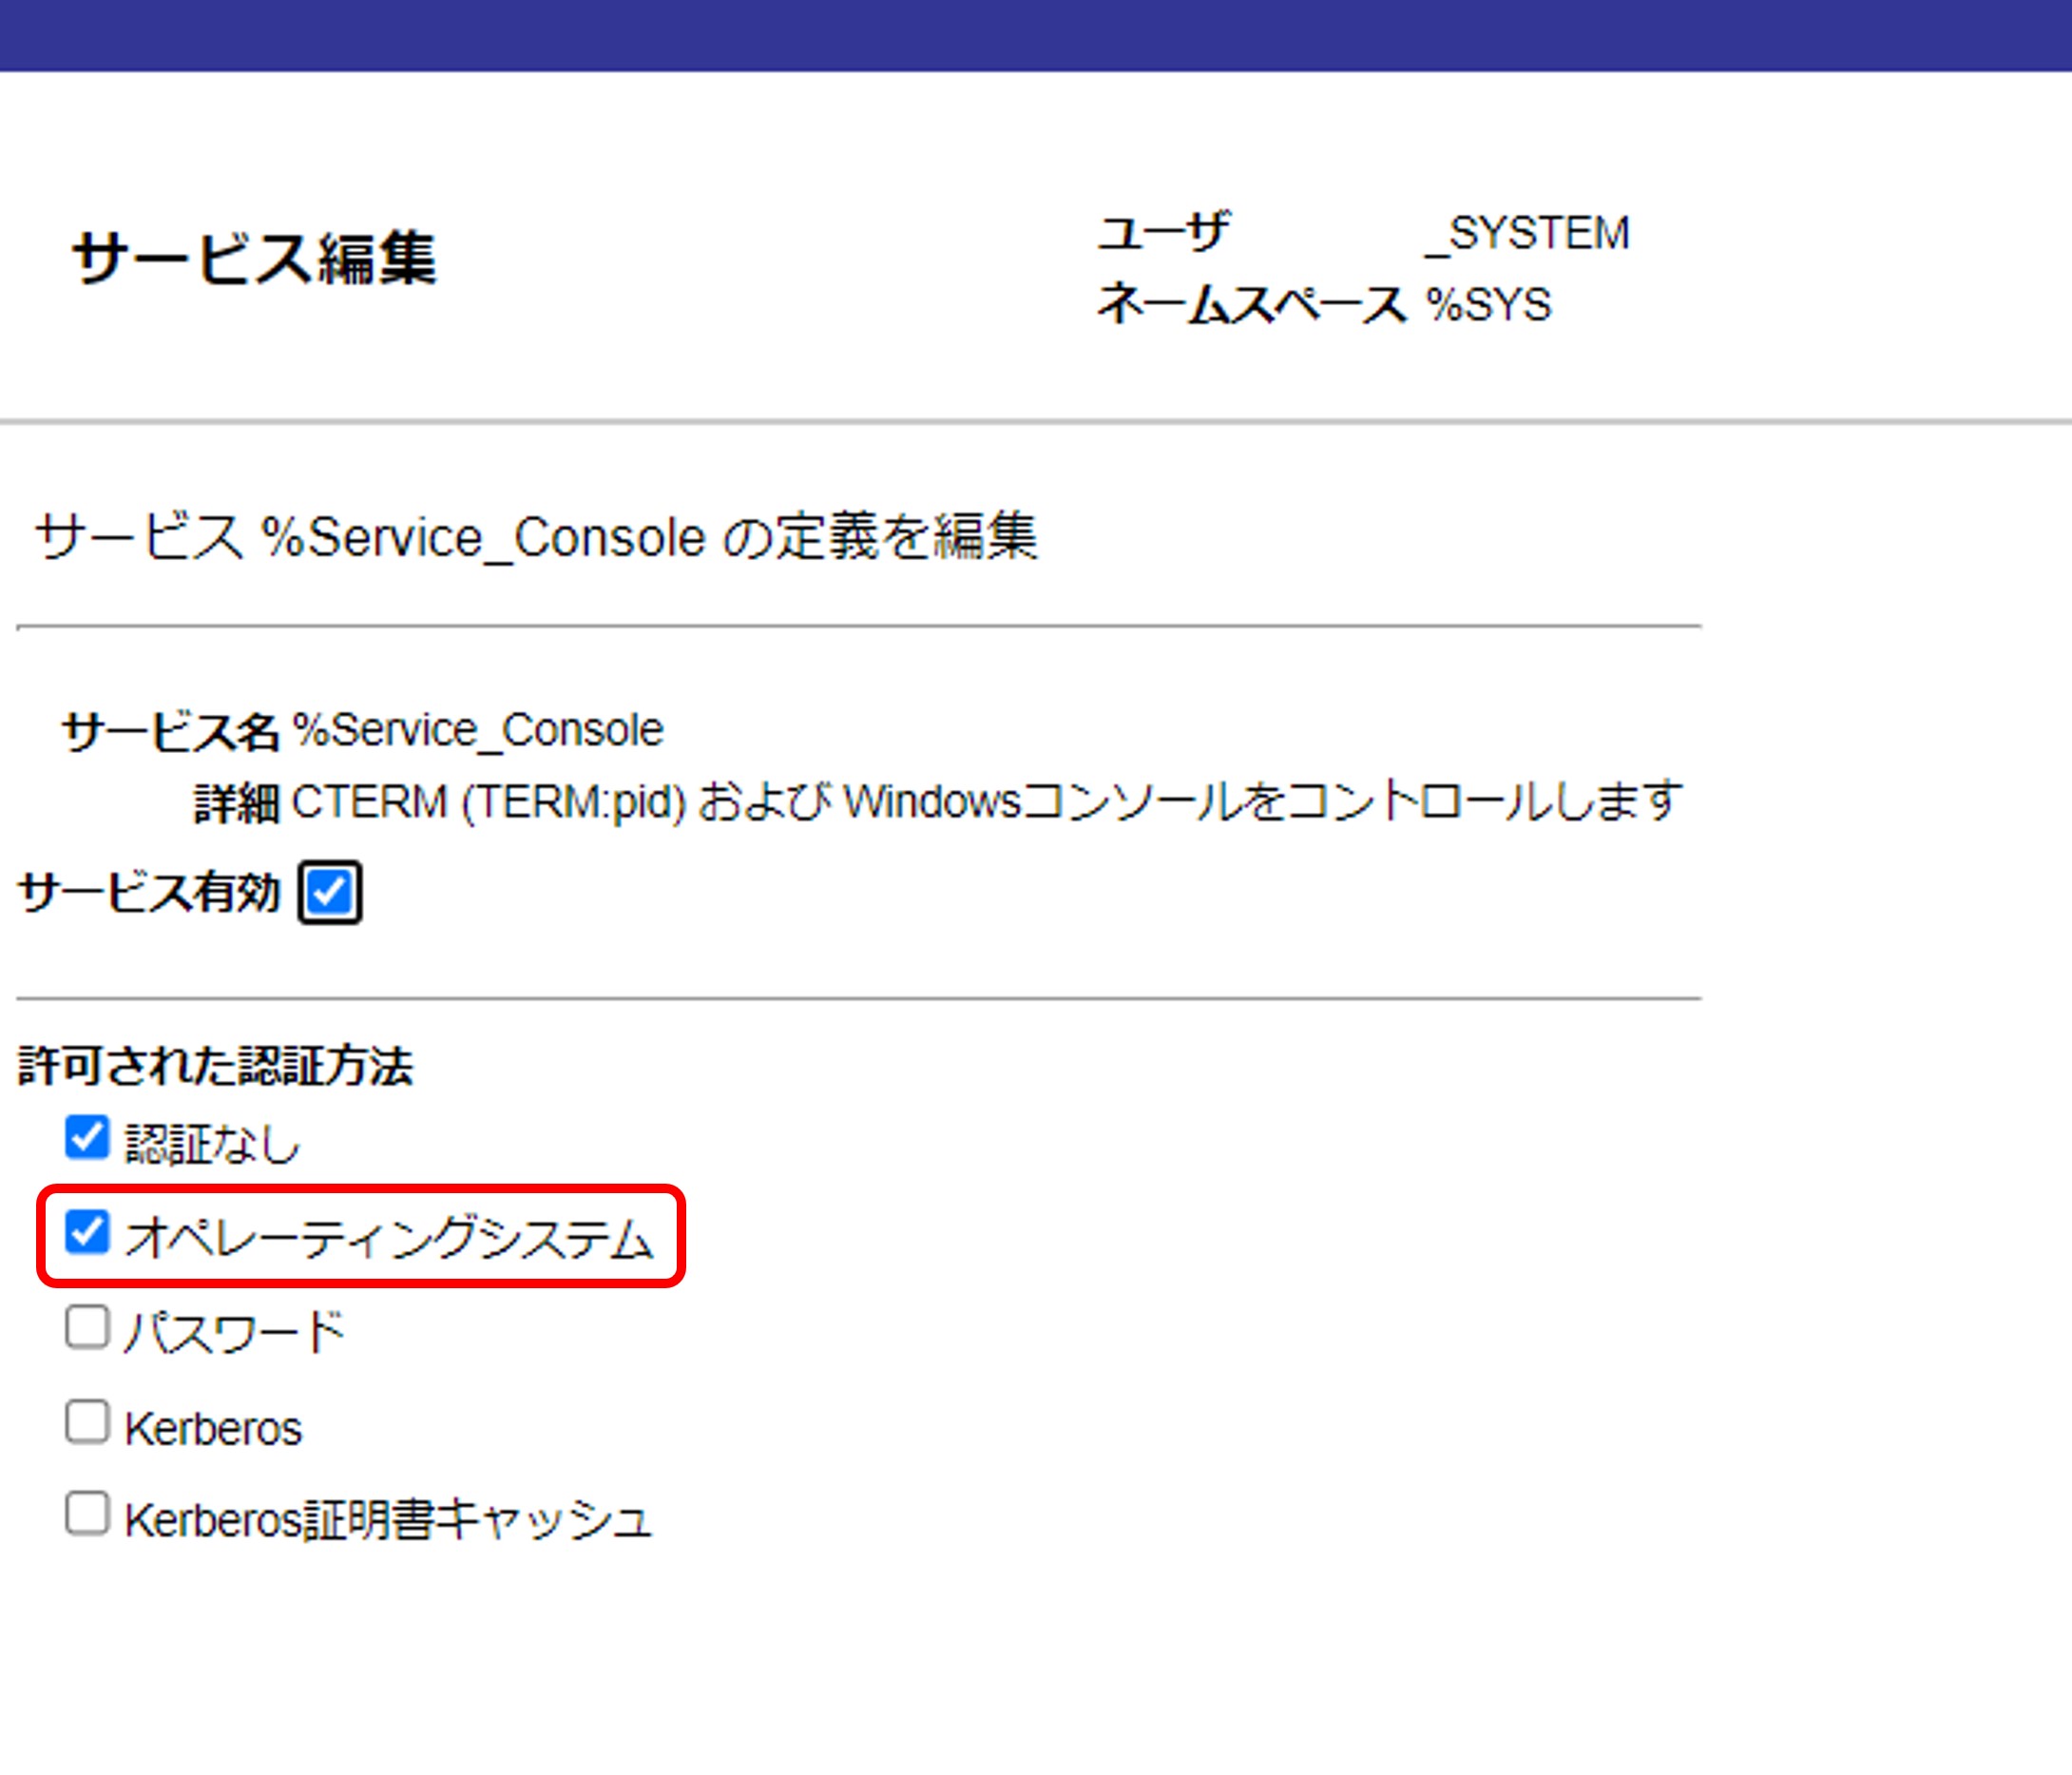 サービス編集
ユーザ _SYSTEM
ネームスペース %SYS
サービス %Service_Console の定義を編集
サービス名 %Service_Console
詳細 CTERM (TERM:pid) および Windowsコンソールをコントロールします
サービス有効
許可された認証方法
認証なし
オペレーティングシステム
パスワード
Kerberos
Kerberos証明書キャッシュ